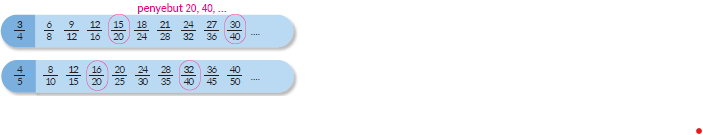 penyebut 20, 40, ...
3/4 6/8 9/12 12/16 15/20 18/24 21/28 24/32 27/36 30/40 ....
4/5 8/10 12/15 16/20 20/25 24/30 28/35 32/40 36/45 40/50 ....